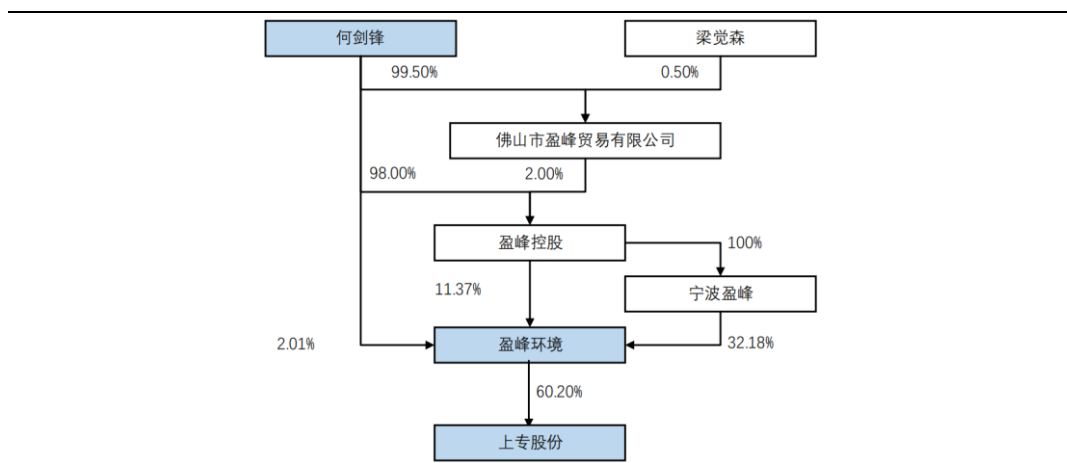 何剑锋
梁觉森
99.50%
0.50%
佛山市盈峰贸易有限公司
98.00%
2.00%
盈峰控股
100%
11.37%
宁波盈峰
2.01%
盈峰环境
32.18%
60.20%
上专股份